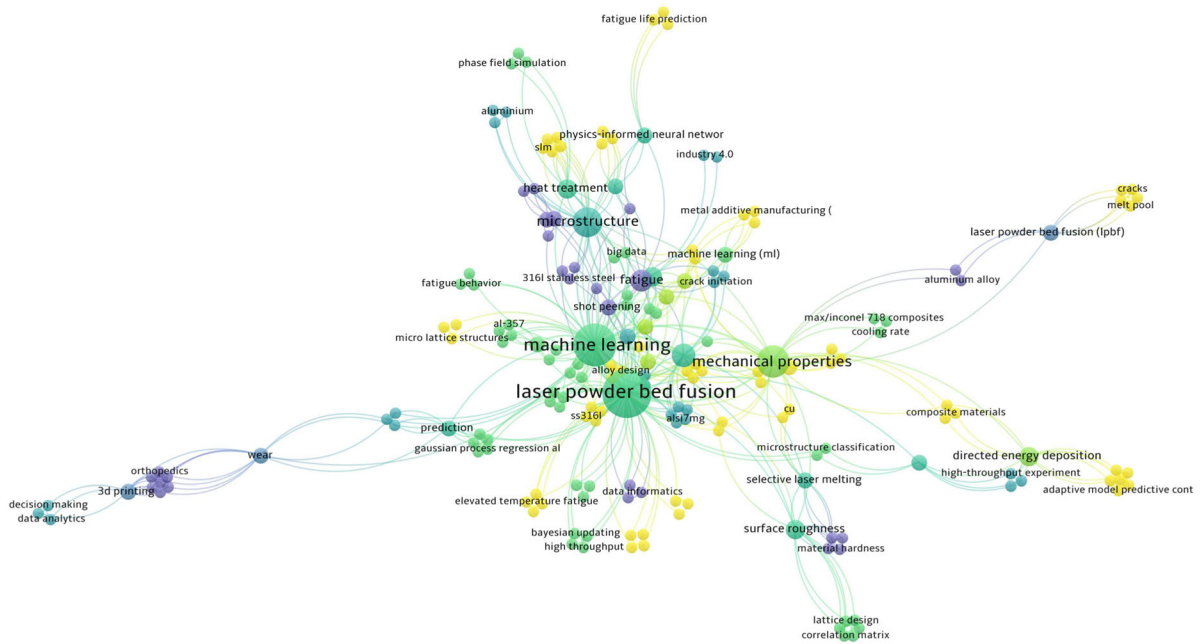 fatigue life prediction
phase field simulation
aluminium
physics-informed neural networ
slm
industry 4.0
heat treatment
cracks
melt pool
metal additive manufacturing (
microstructure
laser powder bed fusion (lpbf)
big data
machine learning (ml)
316l stainless steel
fatigue
crack initiation
aluminum alloy
fatigue behavior
shot peening
max/inconel 718 composites
al-357
cooling rate
micro lattice structures
machine learning
mechanical properties
alloy design
laser powder bed fusion
ss316l
alsi7mg
cu
composite materials
prediction
gaussian process regression al
microstructure classification
wear
directed energy deposition
orthopedics
high-throughput experiment
selective laser melting
3d printing
data informatics
adaptive model predictive cont
elevated temperature fatigue
decision making
data analytics
surface roughness
bayesian updating
high throughput
material hardness
lattice design
correlation matrix